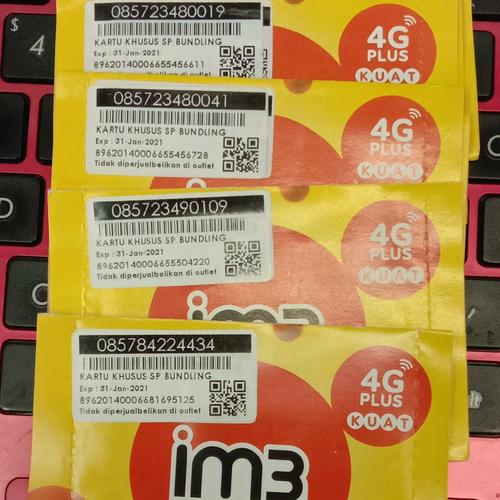 $
4
085723480019
KARTU KHUSUS SP BUNDLING
Exp : 31-Jan-2021
89620140006655456611
Tidak diperjualbelikan di outlet
4G
PLUS
KUAT
085723480041
KARTU KHUSUS SP BUNDLING
Exp : 31-Jan-2021
89620140006655456728
Tidak diperjualbelikan di outlet
4G
PLUS
KUAT
D
085723490109
KARTU KHUSUS SP BUNDLING
Exp : 31-Jan-2021
89620140006655504220
Tidak diperjualbelikan di outlet
4G
PLUS
KUAT
im3
C
085784224434
KARTU KHUSUS SP BUNDLING
Exp : 31-Jan-2021
89620140006681695125
Tidak diperjualbelikan di outlet
4G
PLUS
KUAT
im3